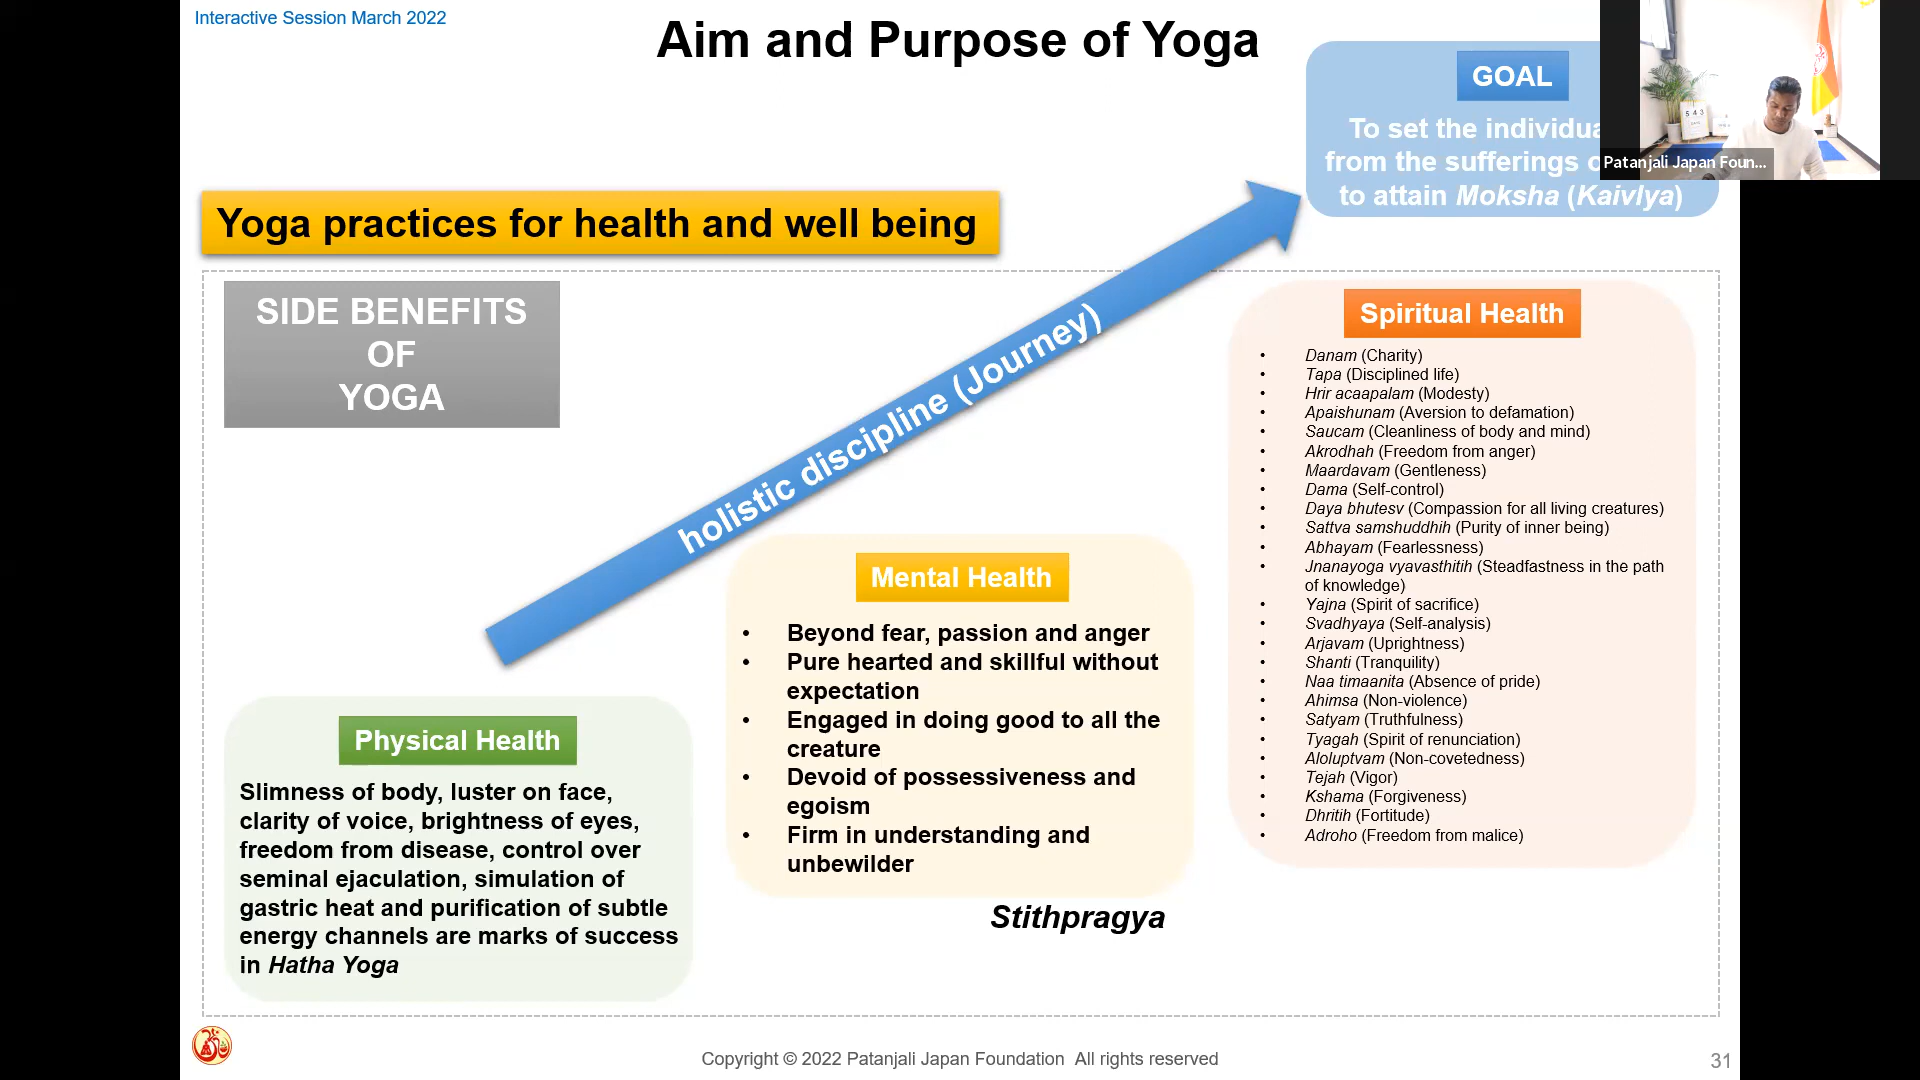 Interactive Session March 2022
Aim and Purpose of Yoga
GOAL
To set the
from the sufferings
to attain Moksha (Kaivlya)
Patanjali Japan Foun...
543
Yoga practices for health and well being
SIDE BENEFITS
OF
YOGA
holistic discipline (Journey)
Physical Health
Slimness of body, luster on face,
clarity of voice, brightness of eyes,
freedom from disease, control over
seminal ejaculation, simulation of
gastric heat and purification of subtle
energy channels are marks of success
in Hatha Yoga
Mental Health
• Beyond fear, passion and anger
• Pure hearted and skillful without
expectation
• Engaged in doing good to all the
creature
• Devoid of possessiveness and
egoism
• Firm in understanding and
unbewilder
Stithpragya
Spiritual Health
• Danam (Charity)
• Tapa (Disciplined life)
• Hrir acaapalam (Modesty)
• Apaishunam (Aversion to defamation)
• Saucam (Cleanliness of body and mind)
• Akrodhah (Freedom from anger)
• Maardavam (Gentleness)
• Dama (Self-control)
• Daya bhutesv (Compassion for all living creatures)
• Sattva samshuddhih (Purity of inner being)
• Abhayam (Fearlessness)
• Jnanayoga vyavasthitih (Steadfastness in the path
of knowledge)
• Yajna (Spirit of sacrifice)
• Svadhyaya (Self-analysis)
• Arjavam (Uprightness)
• Shanti (Tranquility)
• Naa timaanita (Absence of pride)
• Ahimsa (Non-violence)
• Satyam (Truthfulness)
• Tyagah (Spirit of renunciation)
• Aloluptvam (Non-covetedness)
• Tejah (Vigor)
• Kshama (Forgiveness)
• Dhritih (Fortitude)
• Adroho (Freedom from malice)
Copyright © 2022 Patanjali Japan Foundation All rights reserved
31